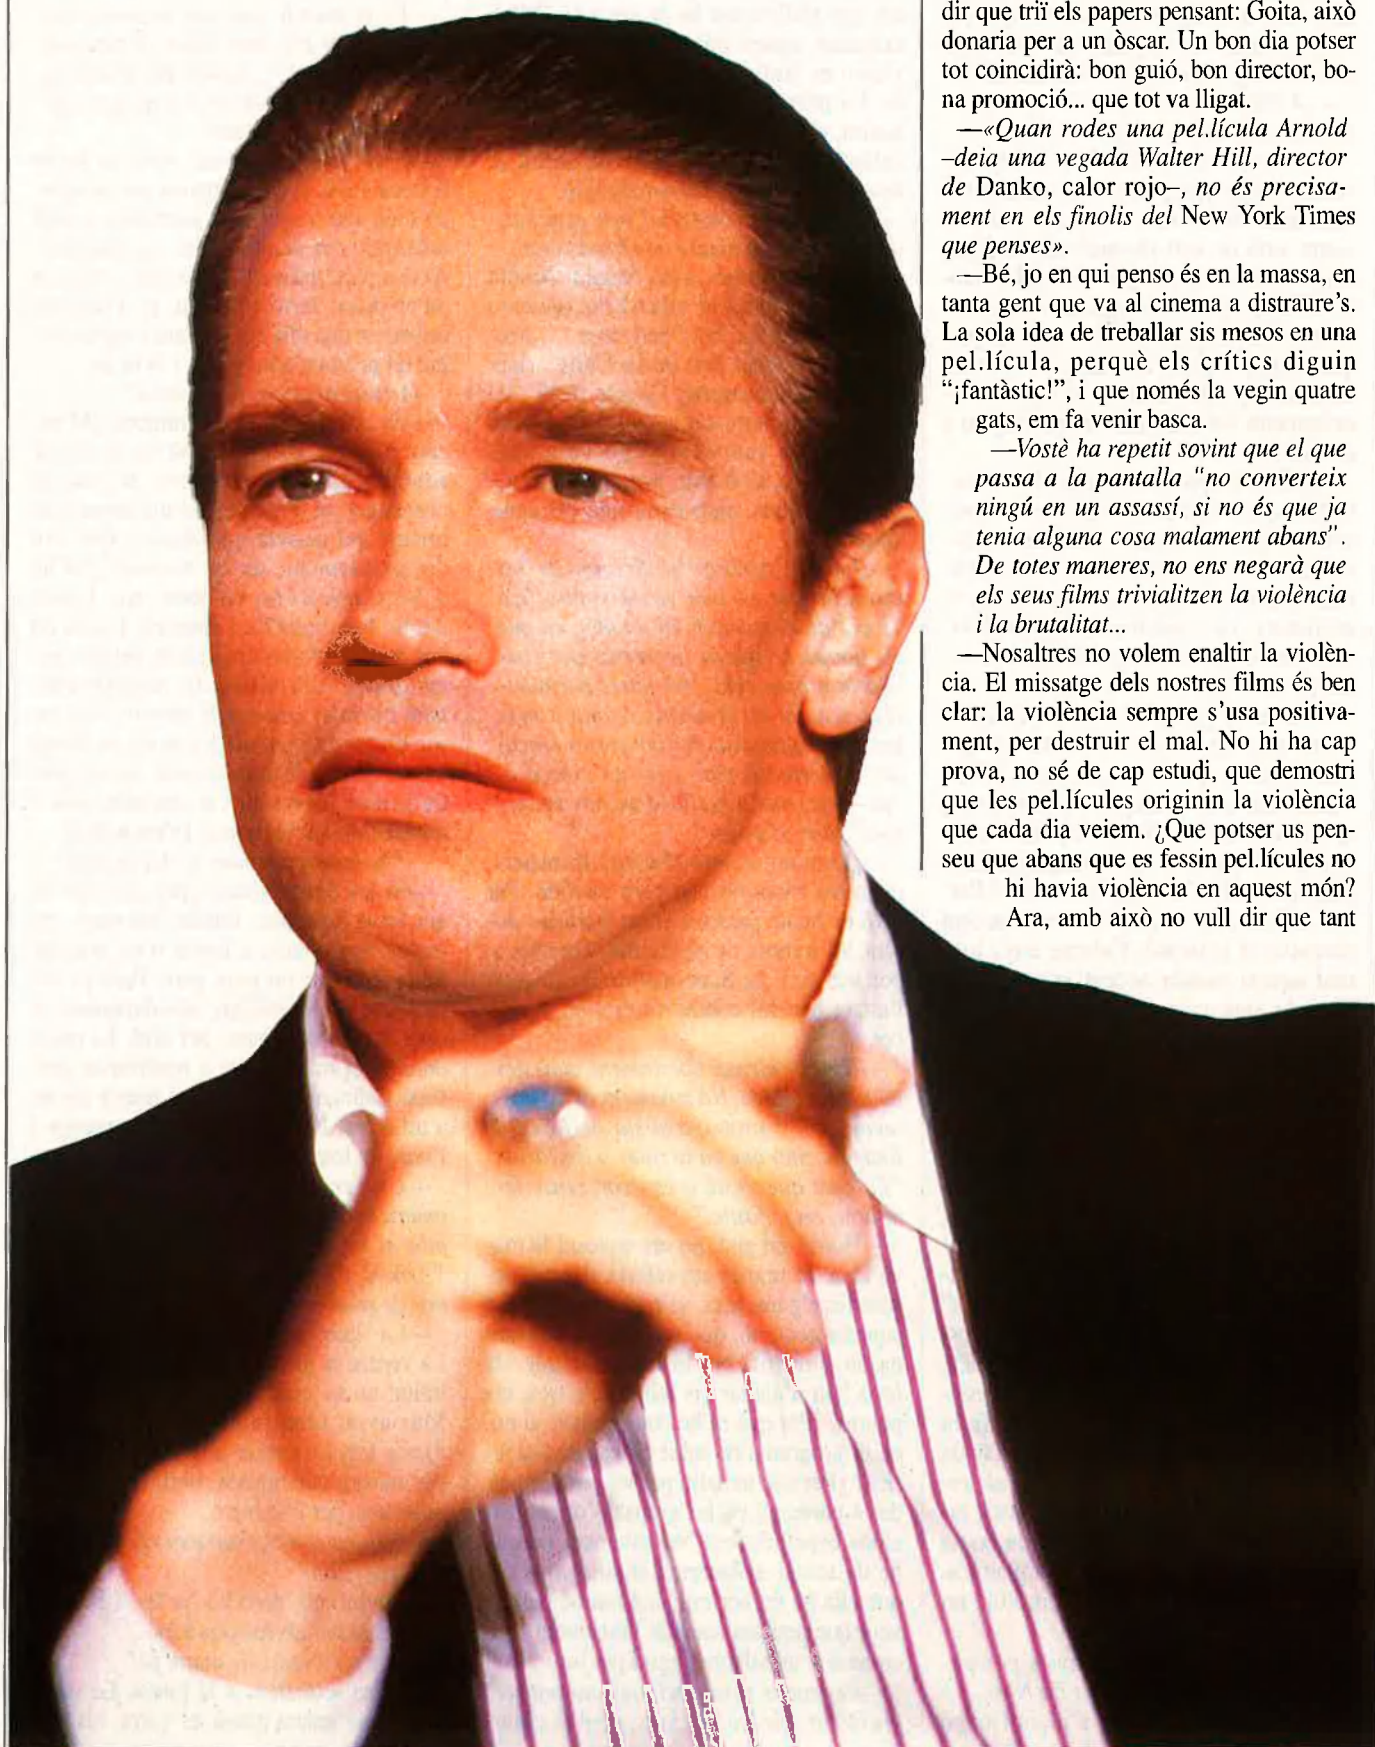 dir que triï els papers pensant: Goita, això
donaria per a un òscar. Un bon dia potser
tot coincidirà: bon guió, bon director, bo-
na promoció... que tot va lligat.
—«Quan rodes una pel.lícula Arnold
–deia una vegada Walter Hill, director
de Danko, calor rojo–, no és precisa-
ment en els finolis del New York Times
que penses».
—Bé, jo en qui penso és en la massa, en
tanta gent que va al cinema a distraure's.
La sola idea de treballar sis mesos en una
pel.lícula, perquè els crítics diguin
“¡fantàstic!”, i que només la vegin quatre
gats, em fa venir basca.
—Vostè ha repetit sovint que el que
passa a la pantalla "no converteix
ningú en un assassí, si no és que ja
tenia alguna cosa malament abans".
De totes maneres, no ens negarà que
els seus films trivialitzen la violència
i la brutalitat...
—Nosaltres no volem enaltir la violèn-
cia. El missatge dels nostres films és ben
clar: la violència sempre s'usa positiva-
ment, per destruir el mal. No hi ha cap
prova, no sé de cap estudi, que demostri
que les pel.lícules originin la violència
que cada dia veiem. ¿Que potser us pen-
seu que abans que es fessin pel.lícules no
hi havia violència en aquest món?
Ara, amb això no vull dir que tant